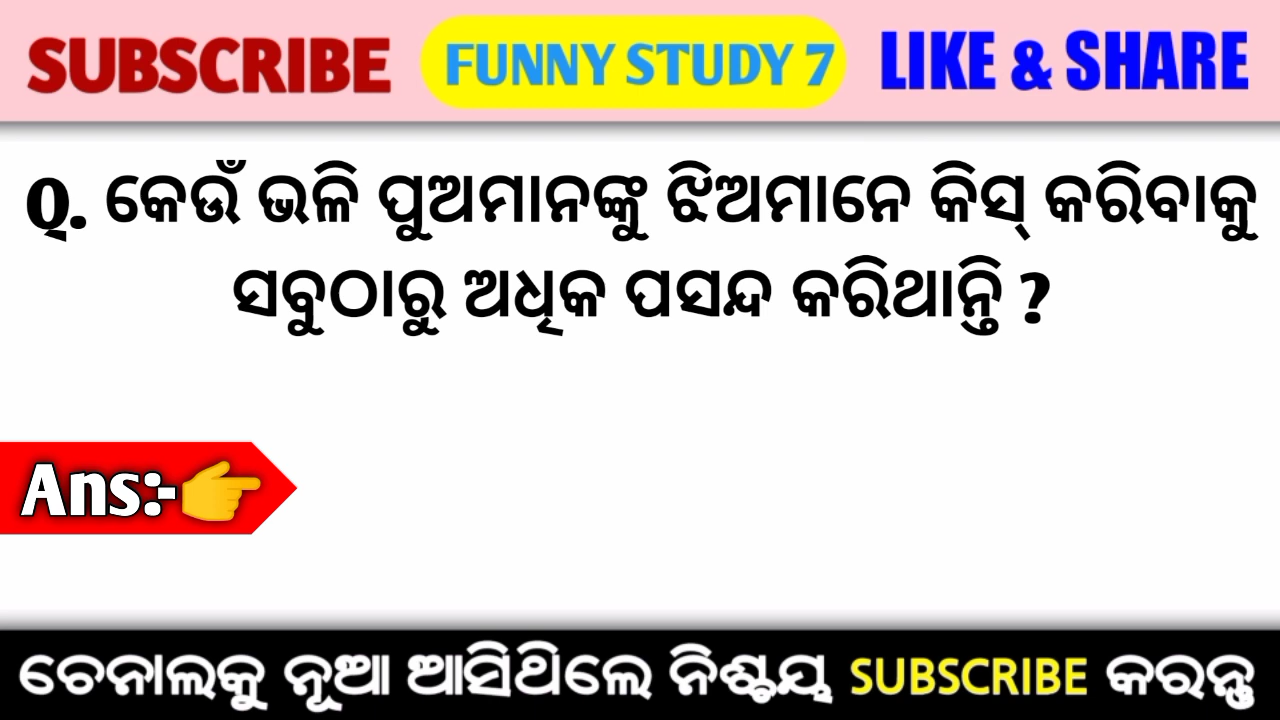 SUBSCRIBE FUNNY STUDY 7 LIKE & SHARE
Q. କେଉଁ ଭଳି ପୁଅମାନଙ୍କୁ ଝିଅମାନେ କିସ୍ କରିବାକୁ
ସବୁଠାରୁ ଅଧିକ ପସନ୍ଦ କରିଥାନ୍ତି ?
Ans:-👉
ଚେନାଲକୁ ନୂଆ ଆସିଥିଲେ ନିଶ୍ଚୟ SUBSCRIBE କରନ୍ତୁ